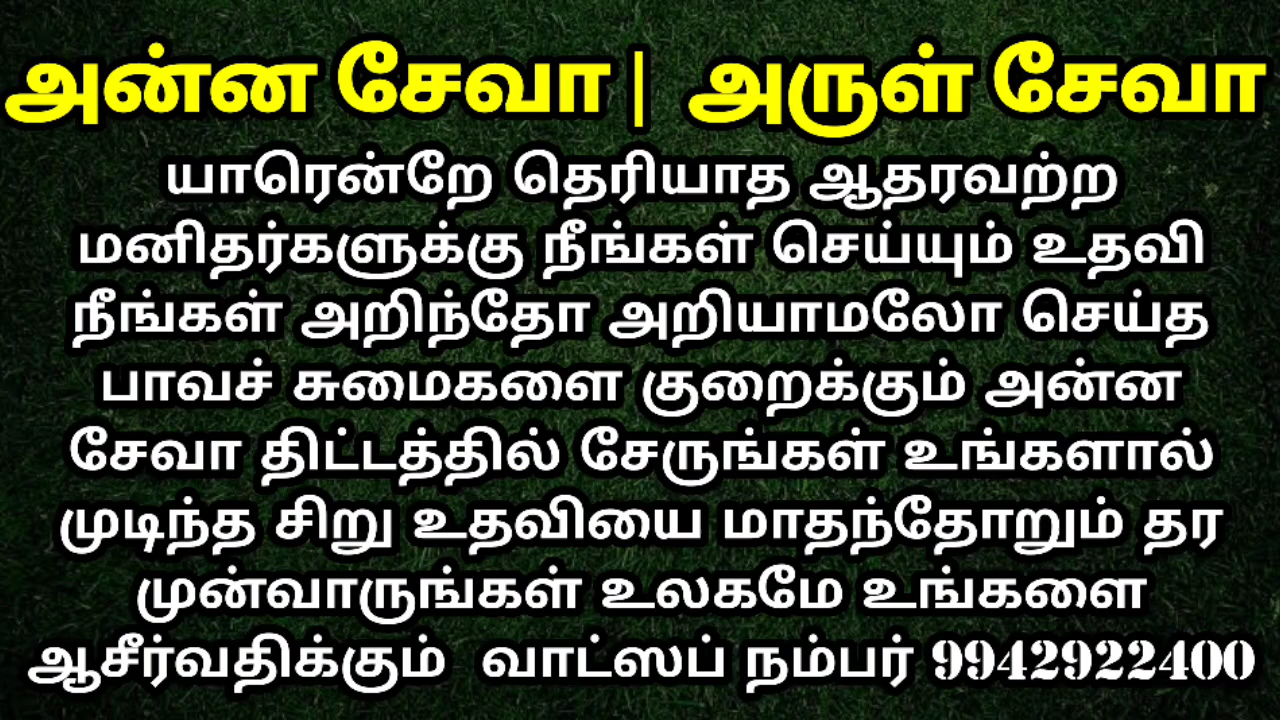 அன்ன சேவா | அருள் சேவா
யாரென்றே தெரியாத ஆதரவற்ற
மனிதர்களுக்கு நீங்கள் செய்யும் உதவி
நீங்கள் அறிந்தோ அறியாமலோ செய்த
பாவச் சுமைகளை குறைக்கும் அன்ன
சேவா திட்டத்தில் சேருங்கள் உங்களால்
முடிந்த சிறு உதவியை மாதந்தோறும் தர
முன்வாருங்கள் உலகமே உங்களை
ஆசீர்வதிக்கும் வாட்ஸப் நம்பர் 9942922400